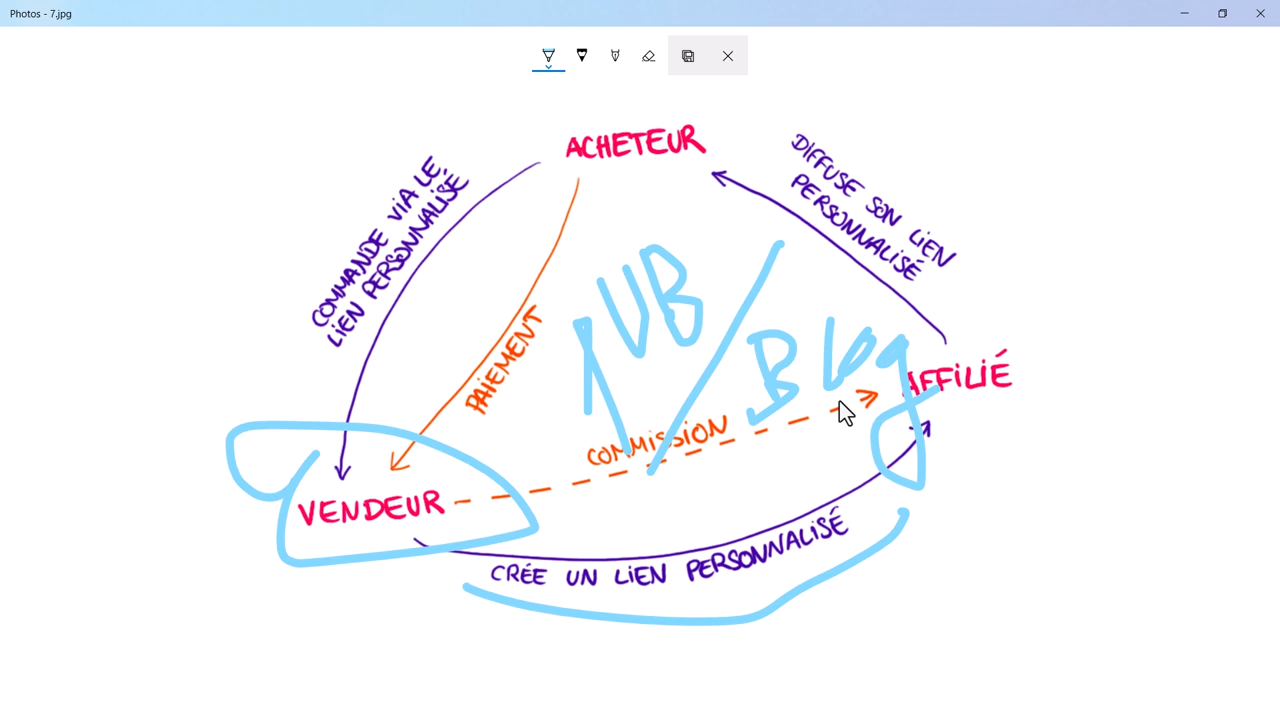 Photos - 7.jpg
ACHETEUR
DIFFUSE SON LIEN
PERSONNALISÉ
COMMANDE VIA LE
LIEN PERSONNALISÉ
PAIEMENT
Blog
AFFILIÉ
COMMISSION
VENDEUR
CRÉE UN LIEN PERSONNALISÉ